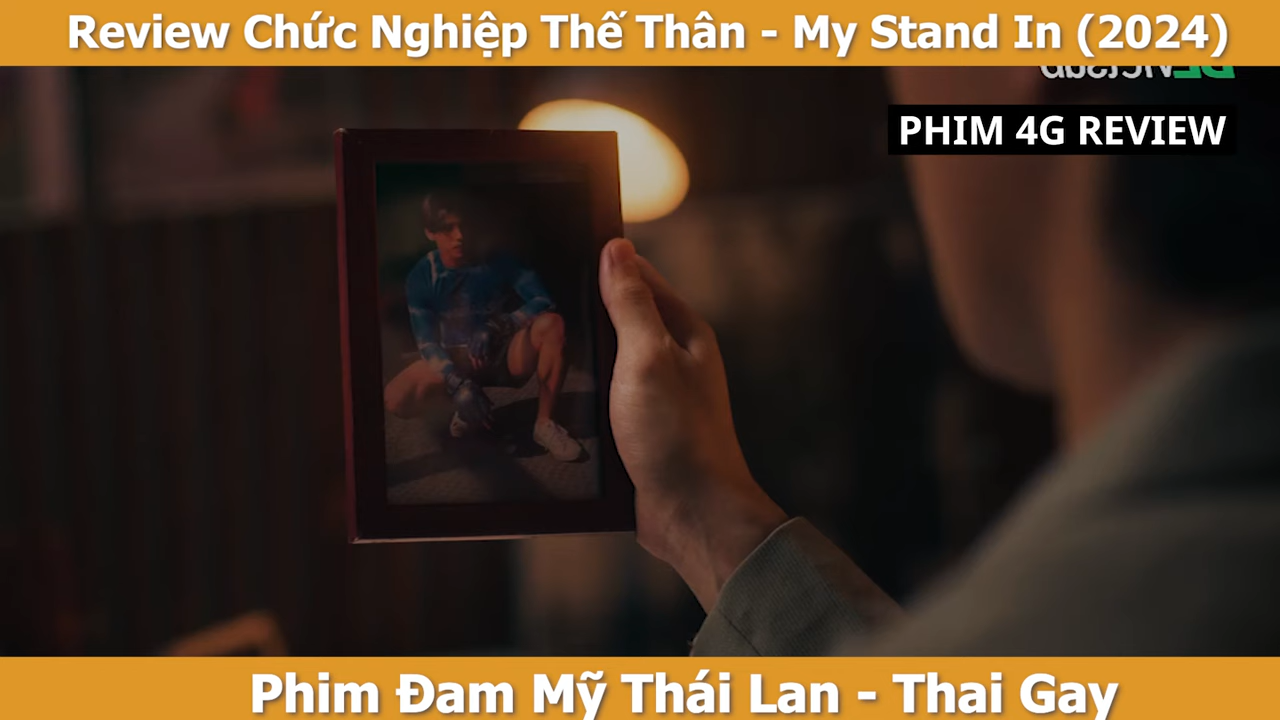 Review Chức Nghiệp Thế Thân - My Stand In (2024)
PHIM 4G REVIEW
Phim Đam Mỹ Thái Lan - Thai Gay